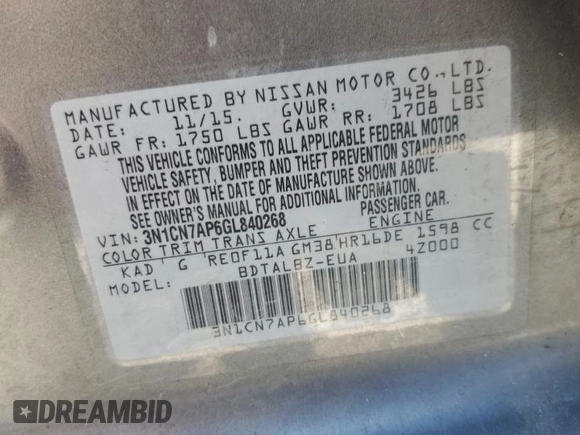 MANUFACTURED BY NISSAN MOTOR CO., LTD.
DATE: 11/15. GVWR: 3426 LBS
GAWR FR: 1750 LBS GAWR RR: 1708 LBS
THIS VEHICLE CONFORMS TO ALL APPLICABLE FEDERAL MOTOR
VEHICLE SAFETY, BUMPER AND THEFT PREVENTION STANDARDS
IN EFFECT ON THE DATE OF MANUFACTURE SHOWN ABOVE.
SEE OWNER'S MANUAL FOR ADDITIONAL INFORMATION.
VIN: 3N1CN7AP6GL840268 PASSENGER CAR.
COLOR TRIM TRANS AXLE ENGINE
KAD G RE0F11A GM38 HR16DE 1598 CC
MODEL: BDTALBZ-EUA 4Z000
3N1CN7AP6GL840268
DREAMBID